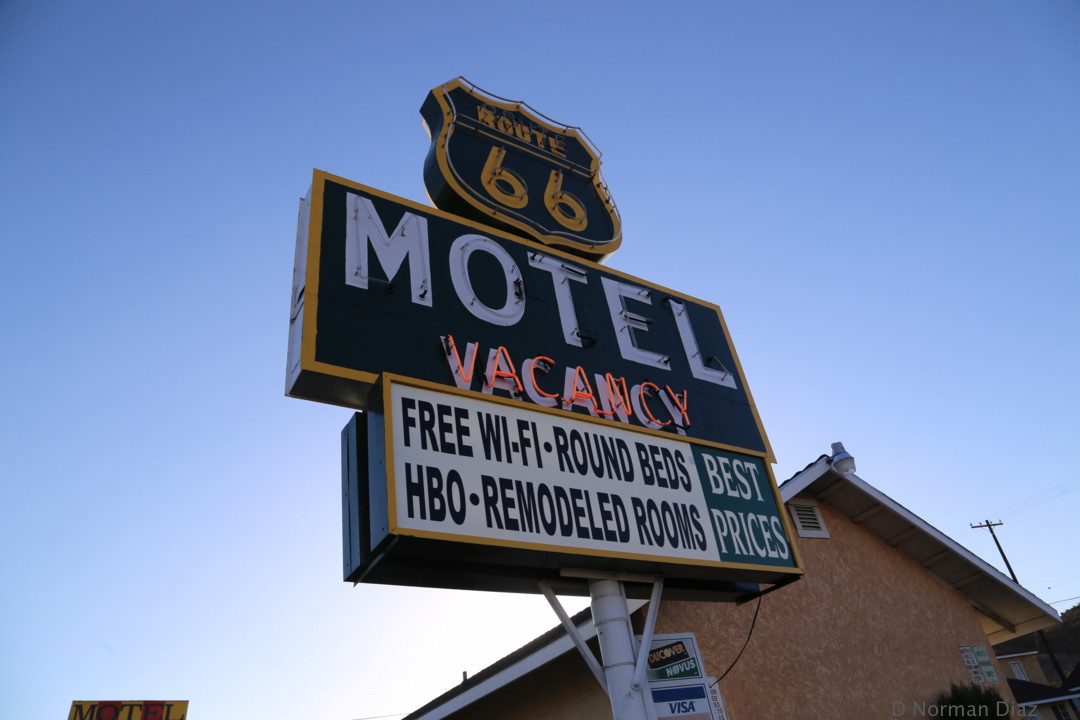 ROUTE
66
MOTEL
VACANCY
FREE WI-FI•ROUND BEDS
HBO•REMODELED ROOMS
BEST
PRICES
DISCOVER
NOVUS
VISA
MOTEL
D Norman Diaz